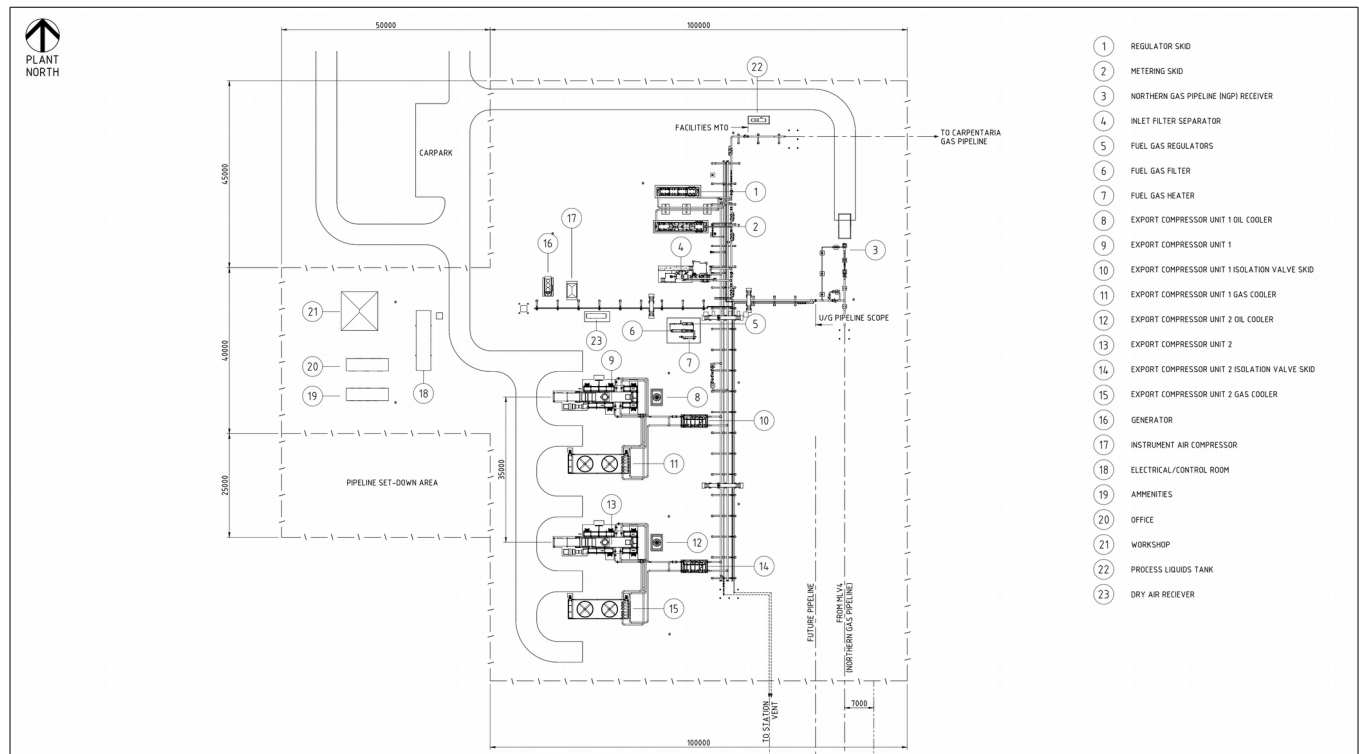 PLANT
NORTH
50000
100000
45000
40000
25000
35000
CARPARK
22
FACILITIES MTO
TO CARPENTARIA
GAS PIPELINE
1
2
3
4
17
16
5
U/G PIPELINE SCOPE
6
7
23
21
20
19
18
9
8
10
11
PIPELINE SET-DOWN AREA
13
12
14
15
FUTURE PIPELINE
FROM MLV4
(NORTHERN GAS PIPELINE)
TO STATION
VENT
7000
100000
1 REGULATOR SKID
2 METERING SKID
3 NORTHERN GAS PIPELINE (NGP) RECEIVER
4 INLET FILTER SEPARATOR
5 FUEL GAS REGULATORS
6 FUEL GAS FILTER
7 FUEL GAS HEATER
8 EXPORT COMPRESSOR UNIT 1 OIL COOLER
9 EXPORT COMPRESSOR UNIT 1
10 EXPORT COMPRESSOR UNIT 1 ISOLATION VALVE SKID
11 EXPORT COMPRESSOR UNIT 1 GAS COOLER
12 EXPORT COMPRESSOR UNIT 2 OIL COOLER
13 EXPORT COMPRESSOR UNIT 2
14 EXPORT COMPRESSOR UNIT 2 ISOLATION VALVE SKID
15 EXPORT COMPRESSOR UNIT 2 GAS COOLER
16 GENERATOR
17 INSTRUMENT AIR COMPRESSOR
18 ELECTRICAL/CONTROL ROOM
19 AMMENITIES
20 OFFICE
21 WORKSHOP
22 PROCESS LIQUIDS TANK
23 DRY AIR RECIEVER